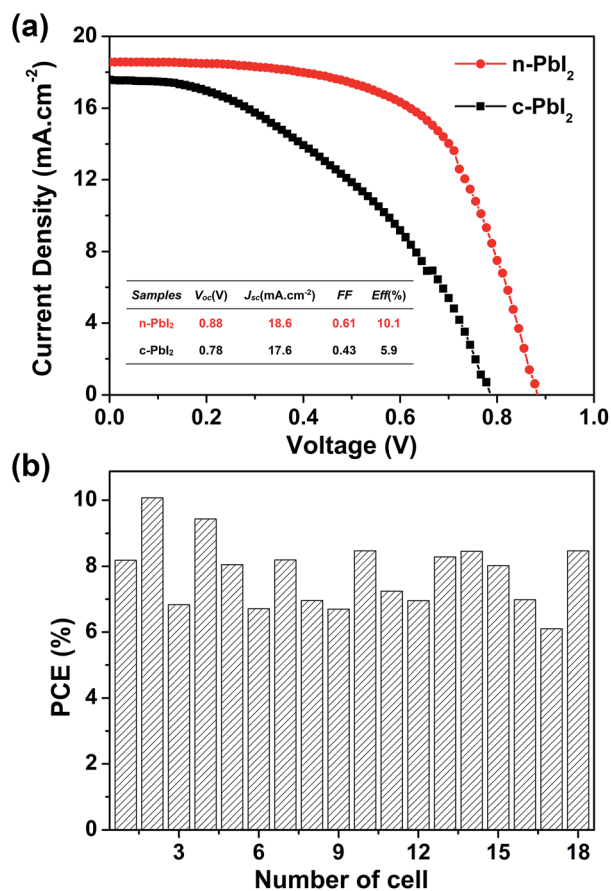 (a)
20
16
12
8
4
0
Current Density (mA.cm⁻²)
n-PbI₂
c-PbI₂
Samples Voc(V) Jsc(mA.cm⁻²) FF Eff(%)
n-PbI₂ 0.88 18.6 0.61 10.1
c-PbI₂ 0.78 17.6 0.43 5.9
0.0 0.2 0.4 0.6 0.8 1.0
Voltage (V)
(b)
10
8
6
4
2
0
PCE (%)
3 6 9 12 15 18
Number of cell